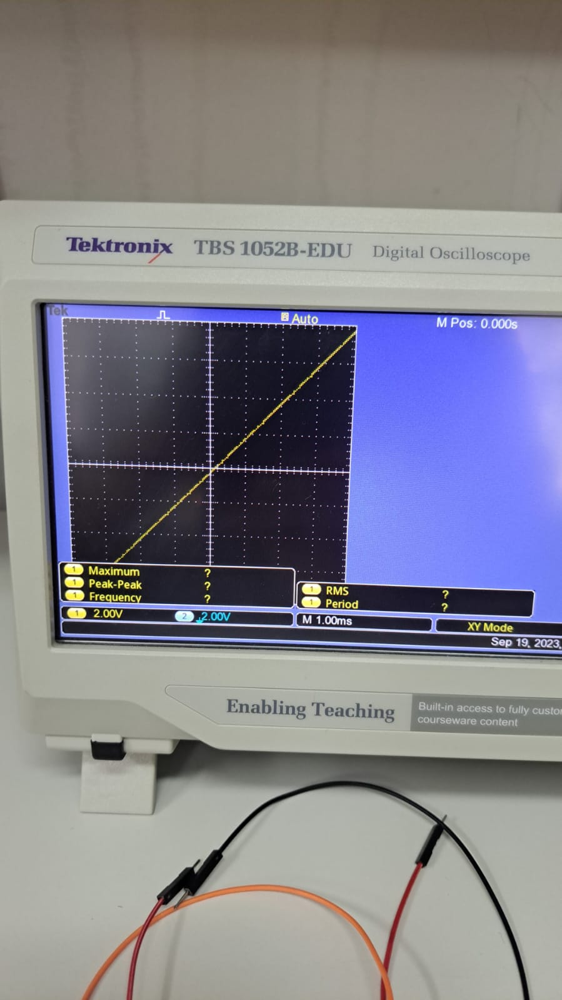 Tektronix TBS 1052B-EDU Digital Oscilloscope
Tek
R Auto
M Pos: 0.000s
1 Maximum ?
1 Peak-Peak ?
1 Frequency ?
1 RMS ?
1 Period ?
1 2.00V
2 2.00V
M 1.00ms
XY Mode
Sep 19, 2023,
Enabling Teaching
Built-in access to fully custo
courseware content